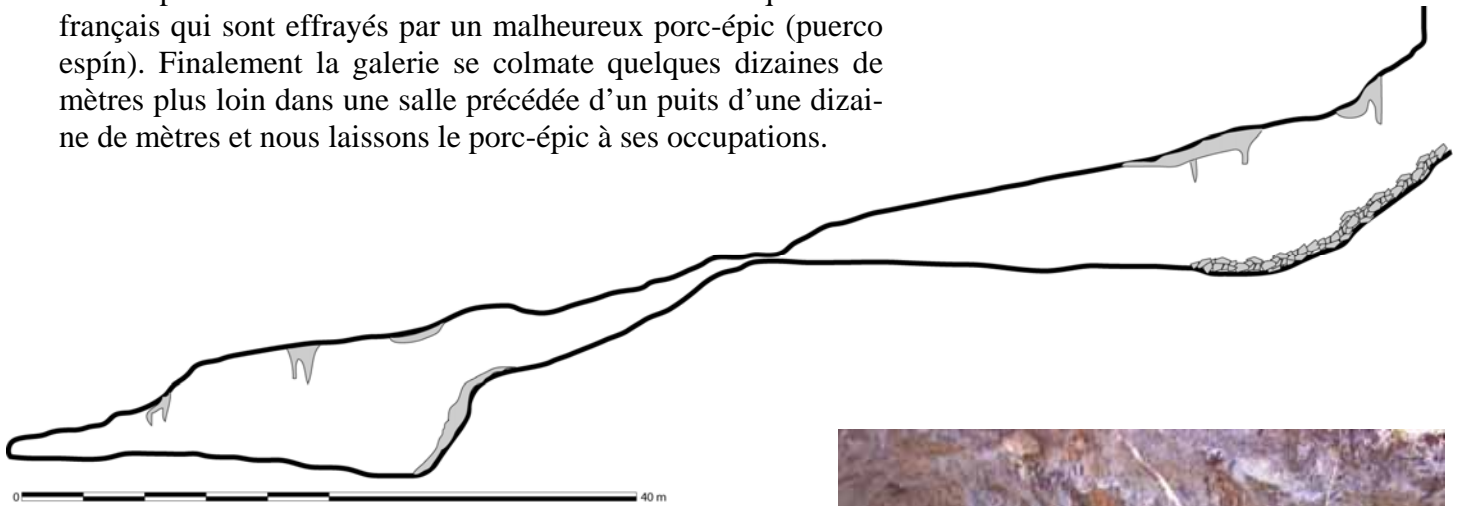 français qui sont effrayés par un malheureux porc-épic (puerco
espín). Finalement la galerie se colmate quelques dizaines de
mètres plus loin dans une salle précédée d’un puits d’une dizai-
ne de mètres et nous laissons le porc-épic à ses occupations.
0 40 m